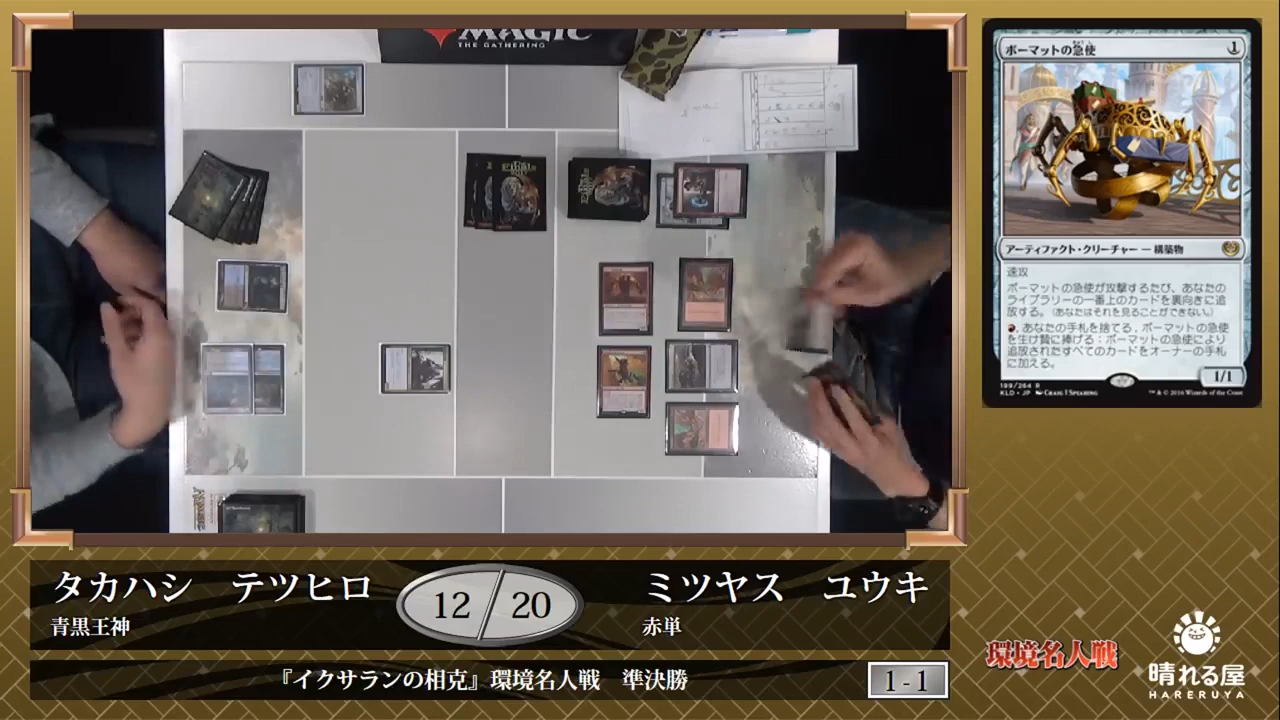 MAGIC
THE GATHERING
ボーマットの急使 1
アーティファクト・クリーチャー ― 構築物
速攻
ボーマットの急使が攻撃するたび、あなたの
ライブラリーの一番上のカードを裏向きに追
放する。(あなたはそれを見ることができない。)
, あなたの手札を捨てる, ボーマットの急使
を生け贄に捧げる：ボーマットの急使により
追放されたすべてのカードをオーナーの手札
に加える。
1/1
199/264 R
KLD • JP
タカハシ テツヒロ
青黒王神
12 / 20
ミツヤス ユウキ
赤単
『イクサランの相克』環境名人戦 準決勝
1 - 1
環境名人戦
晴れる屋
HARERUYA